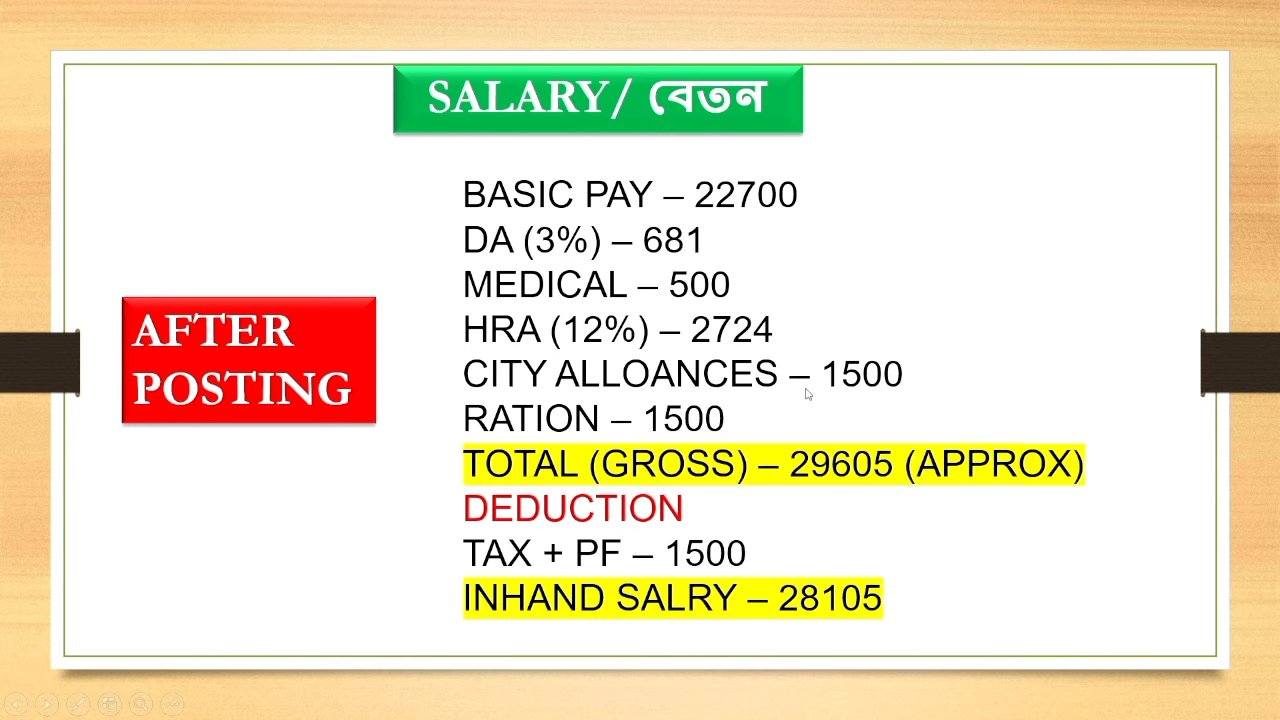 SALARY/ বেতন
AFTER
POSTING
BASIC PAY – 22700
DA (3%) – 681
MEDICAL – 500
HRA (12%) – 2724
CITY ALLOANCES – 1500
RATION – 1500
TOTAL (GROSS) – 29605 (APPROX)
DEDUCTION
TAX + PF – 1500
INHAND SALRY – 28105